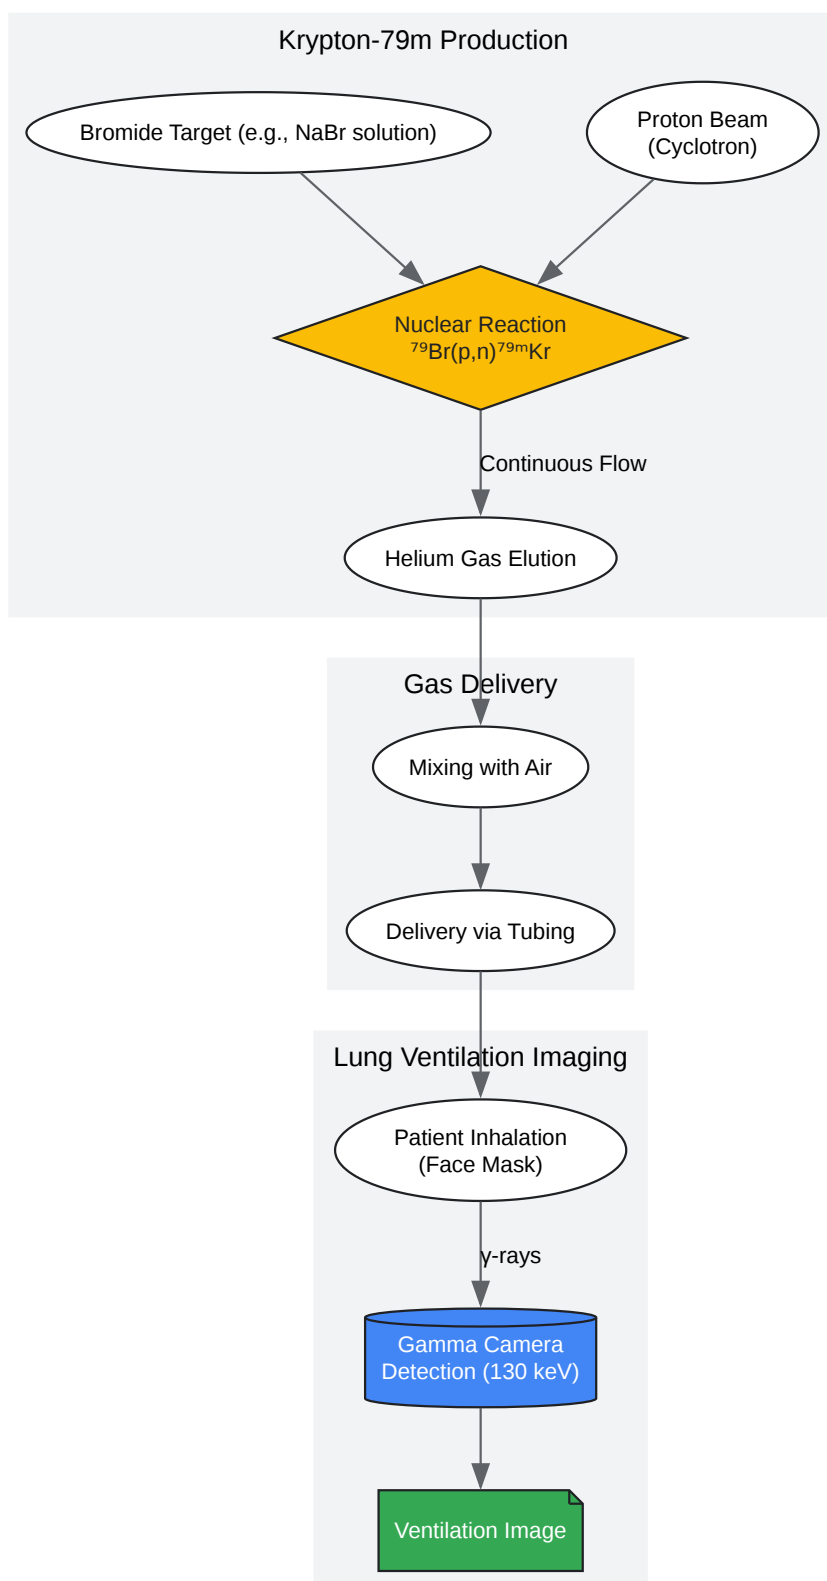 Krypton-79m Production
Bromide Target (e.g., NaBr solution)
Proton Beam
(Cyclotron)
Nuclear Reaction
⁷⁹Br(p,n)⁷⁹ᵐKr
Continuous Flow
Helium Gas Elution
Gas Delivery
Mixing with Air
Delivery via Tubing
Lung Ventilation Imaging
Patient Inhalation
(Face Mask)
γ-rays
Gamma Camera
Detection (130 keV)
Ventilation Image